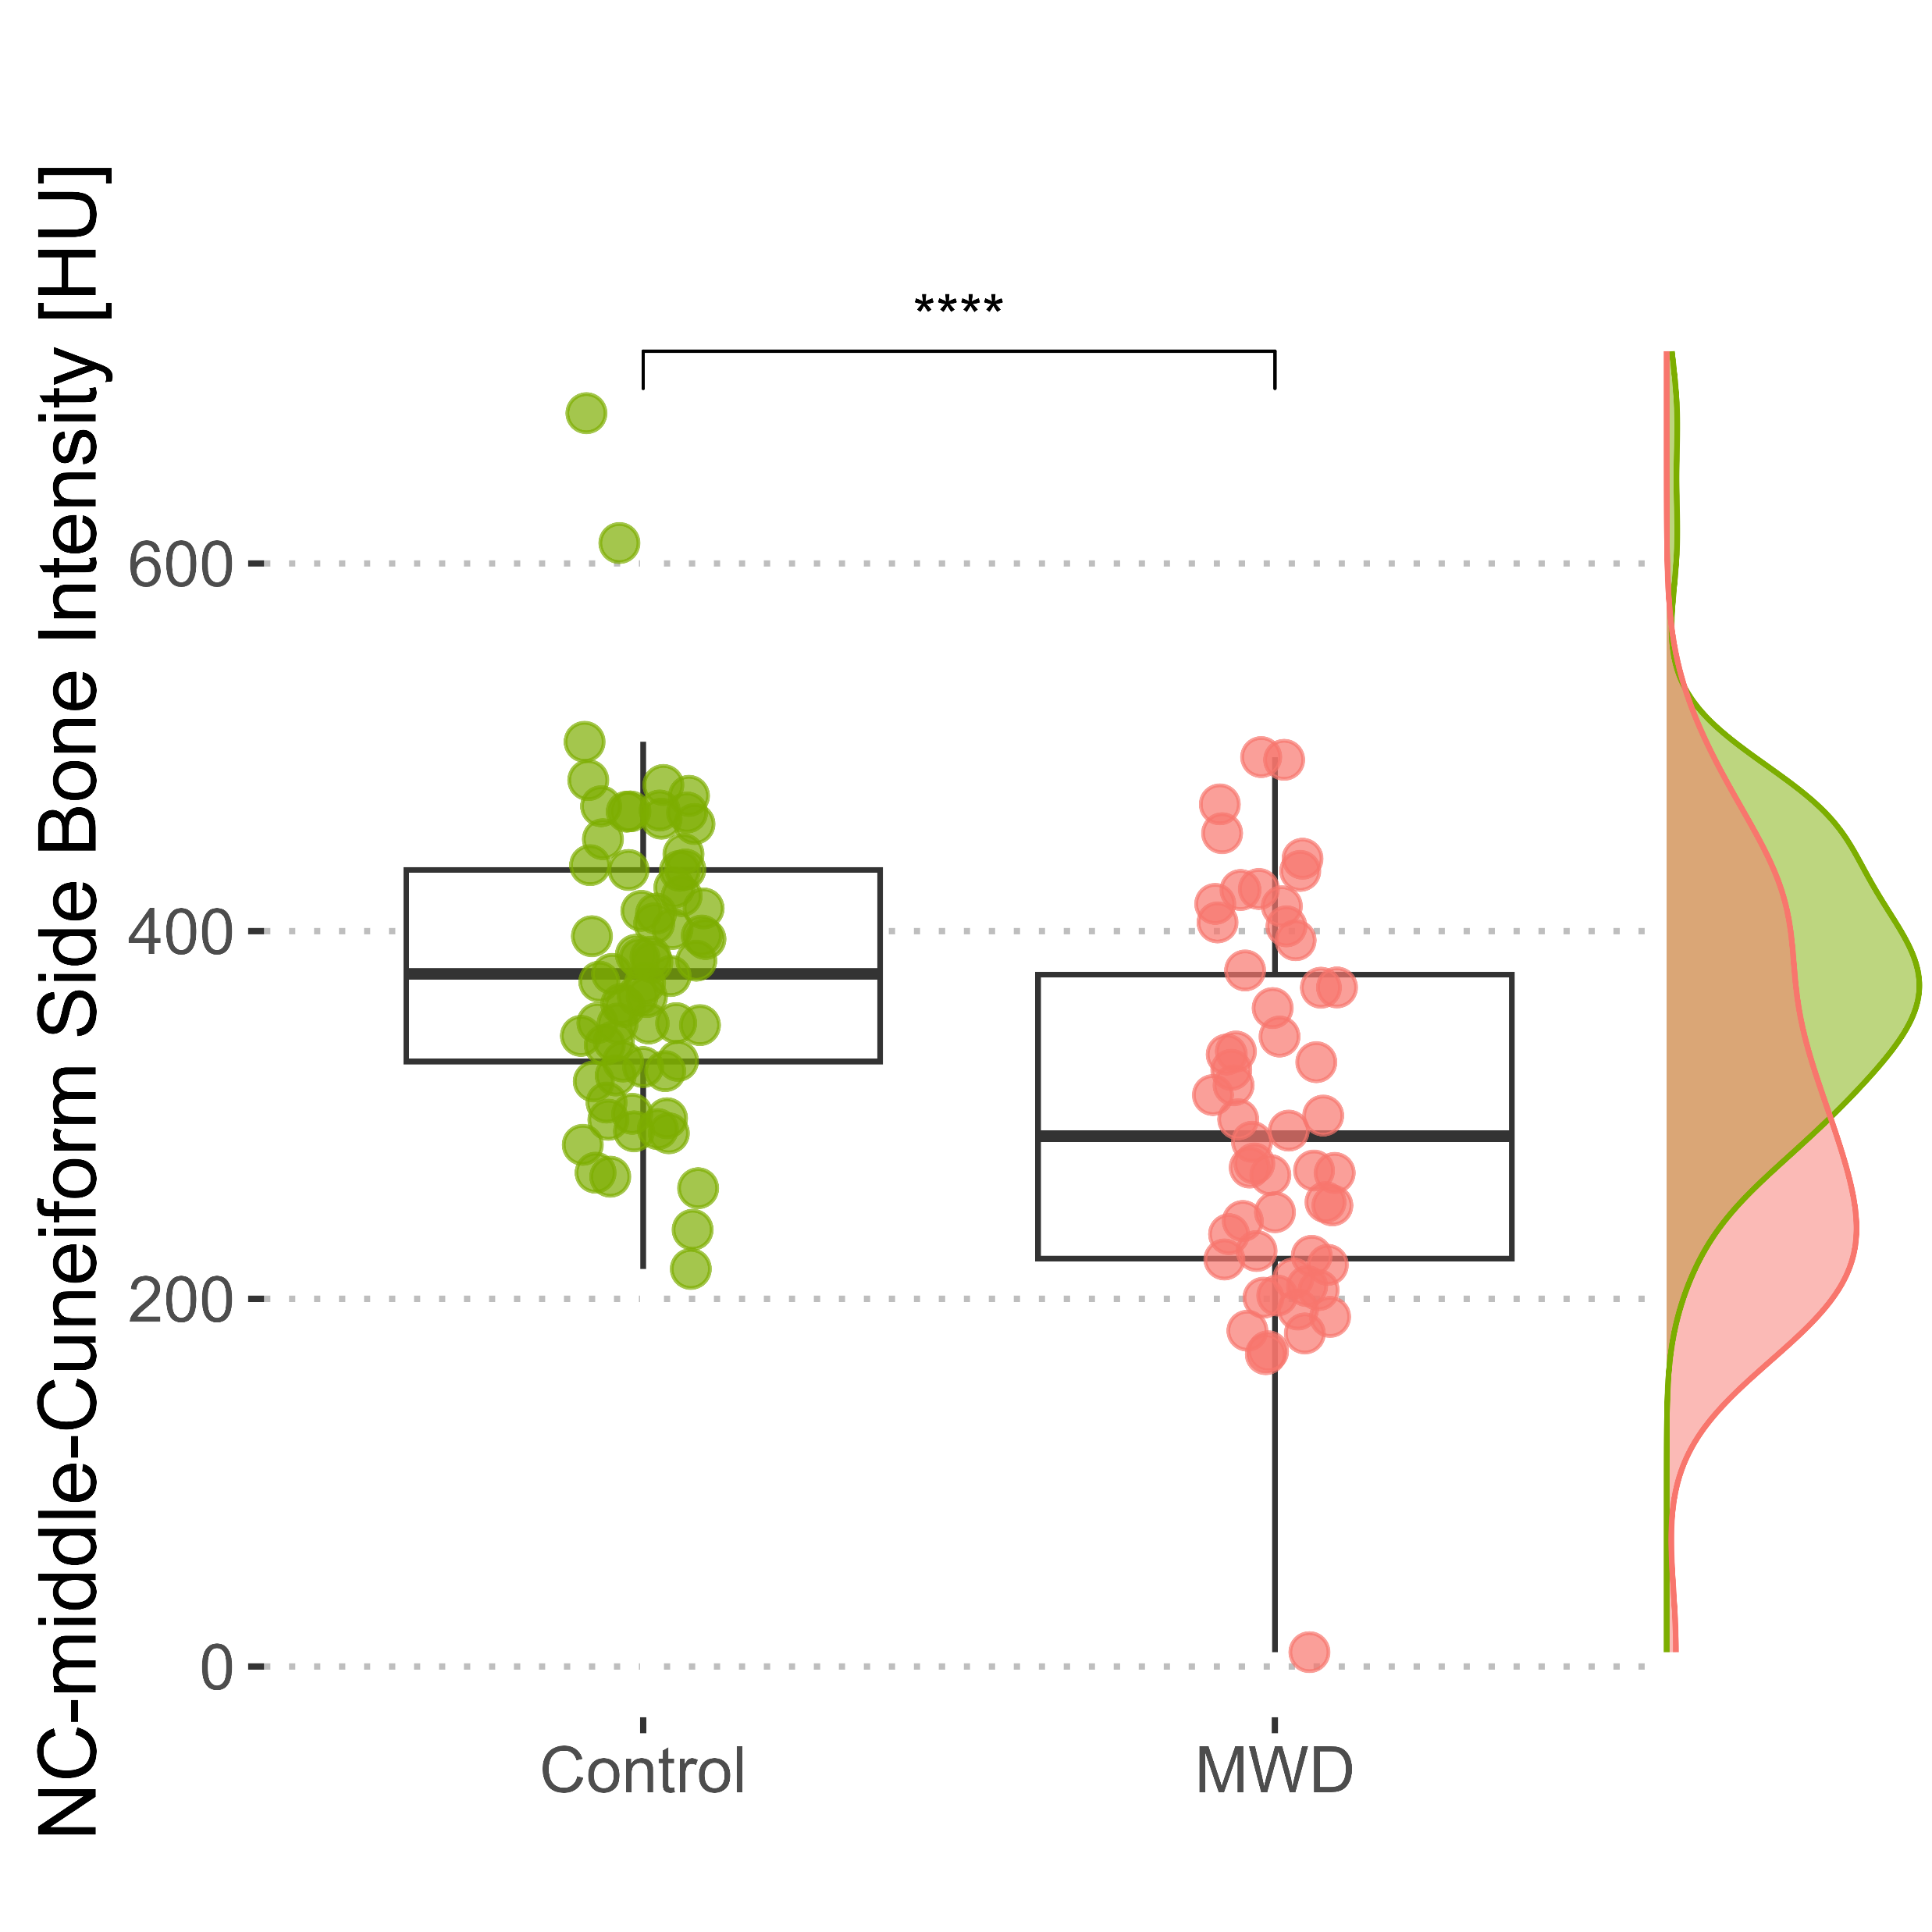 NC-middle-Cuneiform Side Bone Intensity [HU]
****
600
400
200
0
Control
MWD